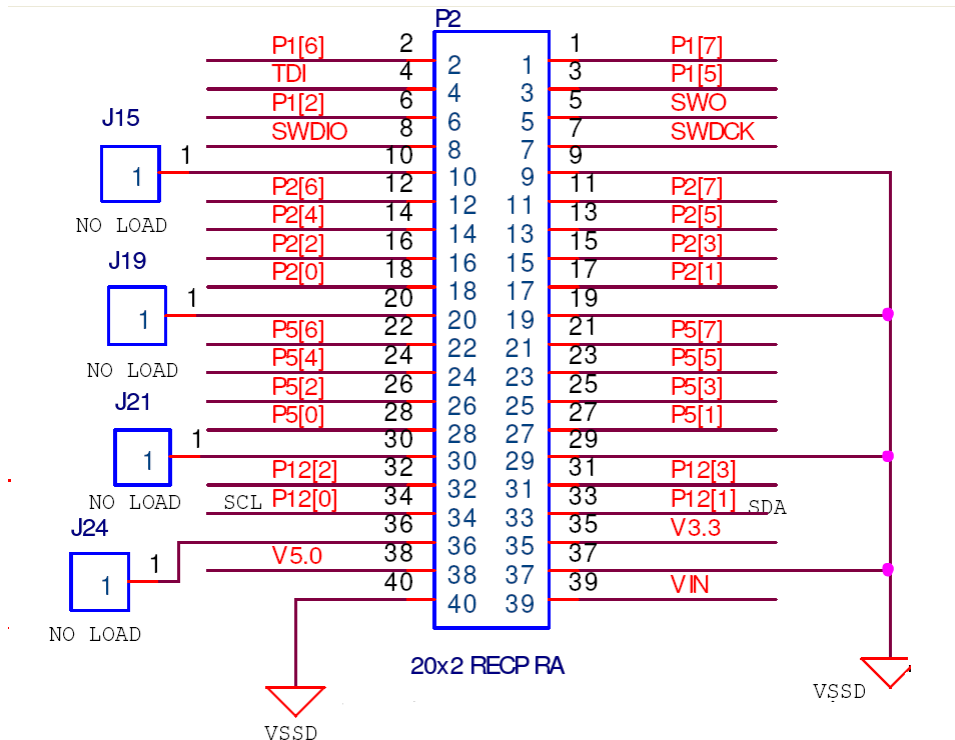 P2
P1[6] 2 2 1 1 P1[7]
TDI 4 4 3 3 P1[5]
P1[2] 6 6 5 5 SWO
SWDIO 8 8 7 7 SWDCK
J15
1 1 10 10 9 9
NO LOAD
P2[6] 12 12 11 11 P2[7]
P2[4] 14 14 13 13 P2[5]
P2[2] 16 16 15 15 P2[3]
P2[0] 18 18 17 17 P2[1]
J19
1 1 20 20 19 19
NO LOAD
P5[6] 22 22 21 21 P5[7]
P5[4] 24 24 23 23 P5[5]
P5[2] 26 26 25 25 P5[3]
P5[0] 28 28 27 27 P5[1]
J21
1 1 30 30 29 29
NO LOAD
P12[2] 32 32 31 31 P12[3]
SCL P12[0] 34 34 33 33 P12[1] SDA
J24
1 1 36 36 35 35 V3.3
NO LOAD
V5.0 38 38 37 37
40 40 39 39 VIN
20x2 RECP RA
VSSD
VSSD